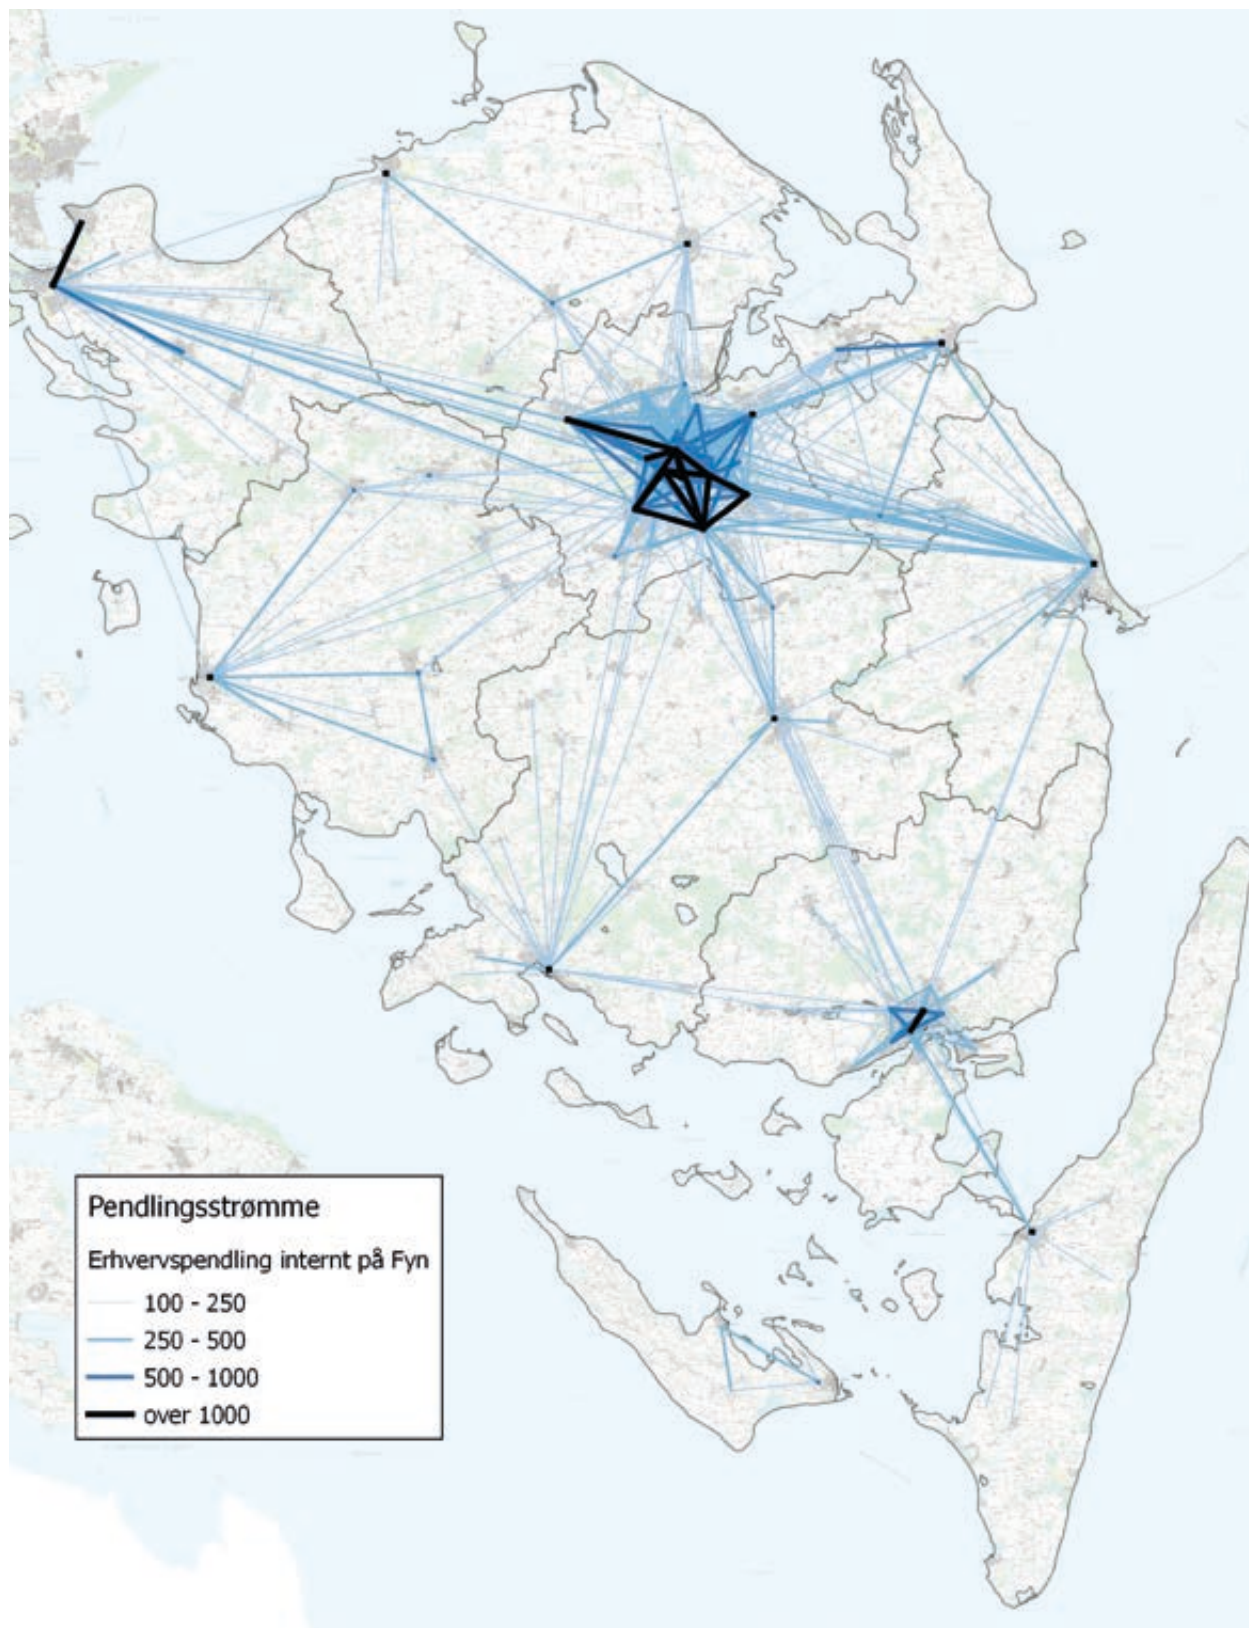 Pendlingsstrømme
Erhvervspendling internt på Fyn
100 - 250
250 - 500
500 - 1000
over 1000